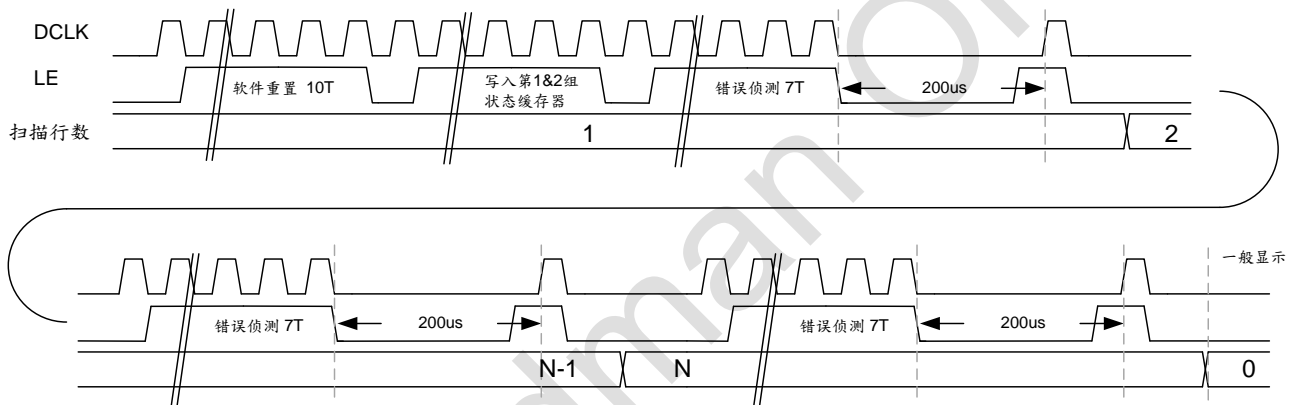 DCLK
LE
软件重置 10T
写入第1&2组
状态缓存器
错误侦测 7T
200us
扫描行数
1
2
一般显示
错误侦测 7T
200us
错误侦测 7T
200us
N-1
N
0